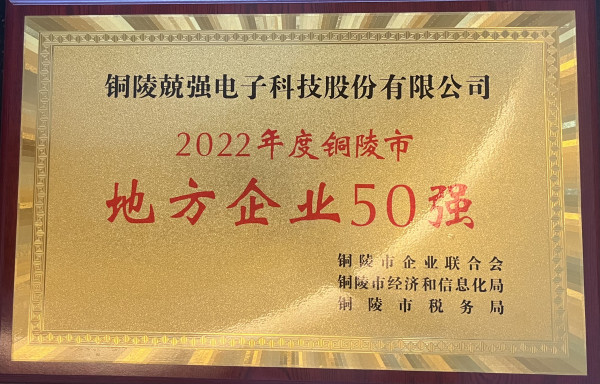 铜陵兢强电子科技股份有限公司
2022年度铜陵市
地方企业50强
铜陵市企业联合会
铜陵市经济和信息化局
铜陵市税务局